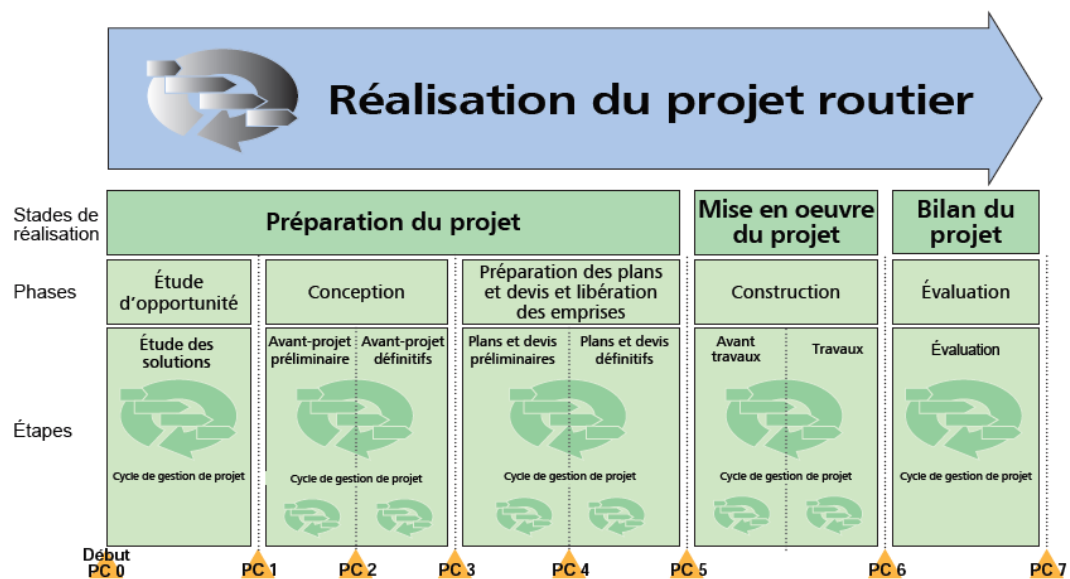 Réalisation du projet routier
Stades de
réalisation
Préparation du projet
Mise en oeuvre
du projet
Bilan du
projet
Phases
Étude
d'opportunité
Conception
Préparation des plans
et devis et libération
des emprises
Construction
Évaluation
Étapes
Étude des
solutions
Avant-projet
préliminaire
Avant-projet
définitifs
Plans et devis
préliminaires
Plans et devis
définitifs
Avant
travaux
Travaux
Évaluation
Cycle de gestion de projet
Cycle de gestion de projet
Cycle de gestion de projet
Cycle de gestion de projet
Cycle de gestion de projet
Début
PC 0
PC 1
PC 2
PC 3
PC 4
PC 5
PC 6
PC 7